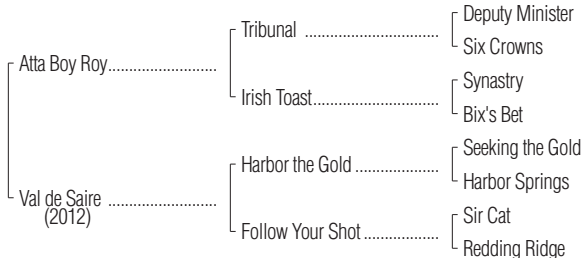 Deputy Minister
Tribunal ............................
Six Crowns
Atta Boy Roy.......................
Synastry
Irish Toast..........................
Bix's Bet
Seeking the Gold
Harbor the Gold .................
Harbor Springs
Val de Saire .......................
(2012)
Sir Cat
Follow Your Shot................
Redding Ridge